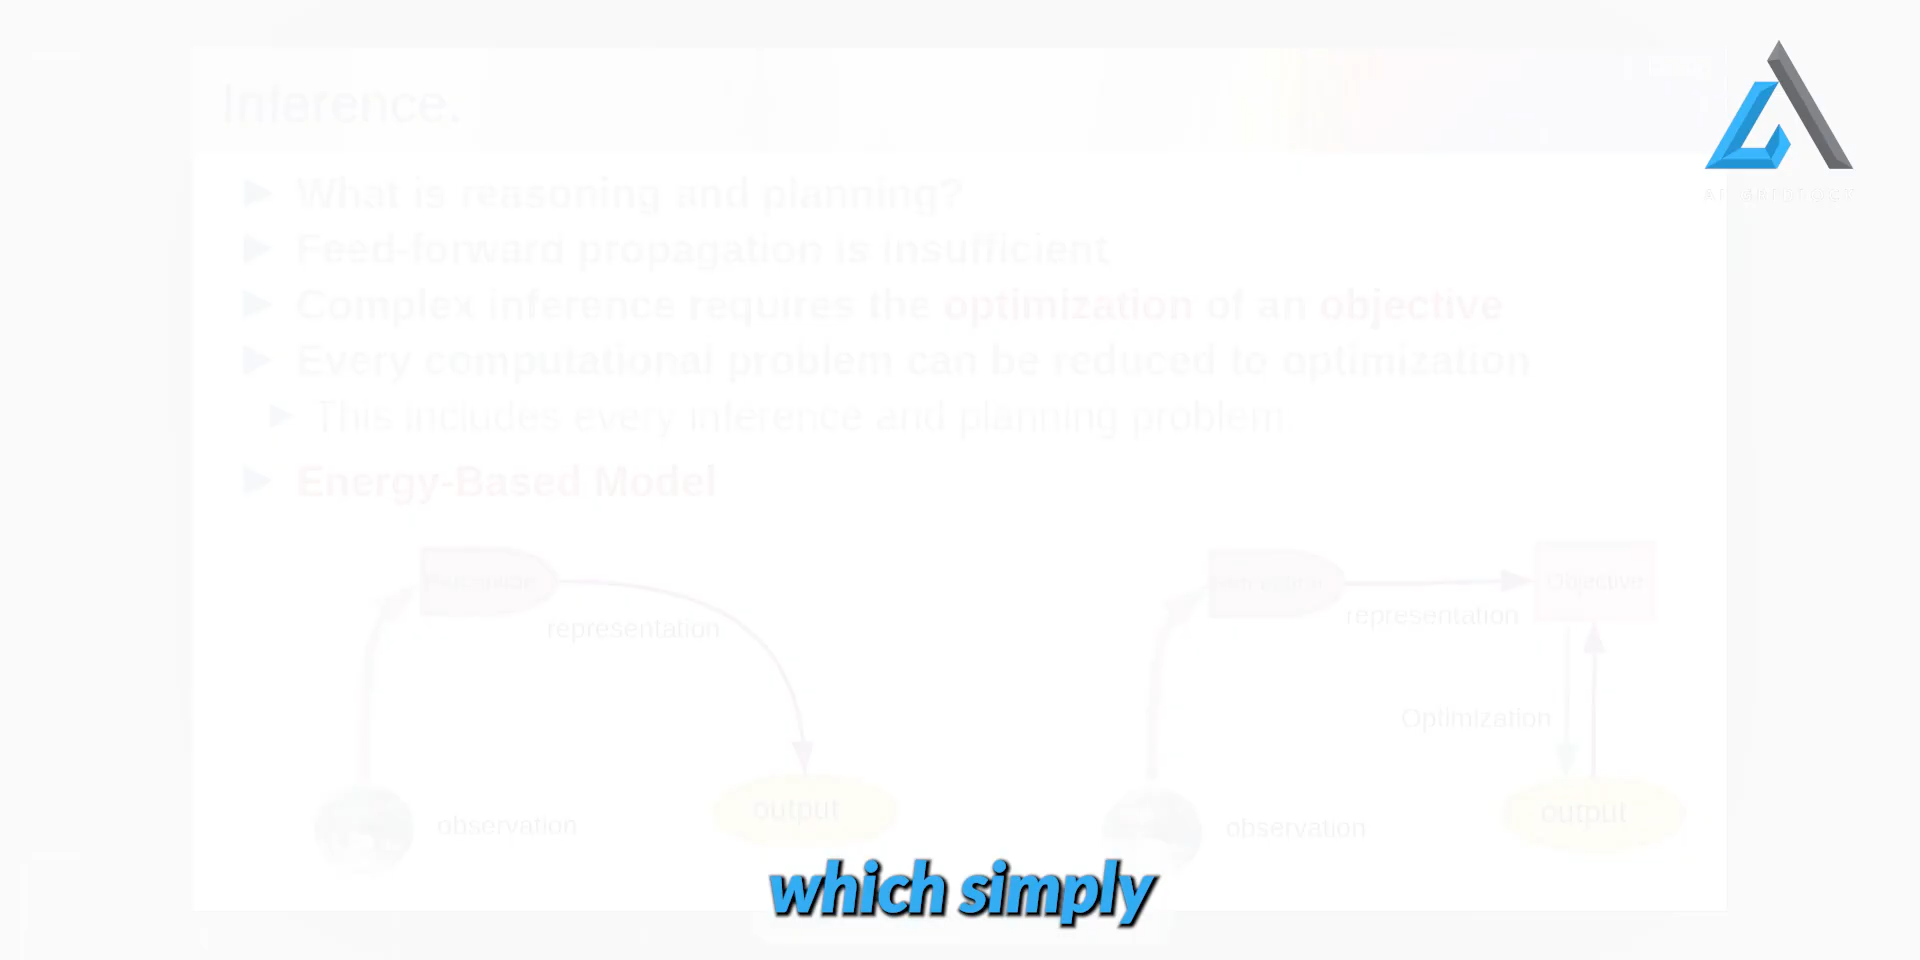 Inference.
What is reasoning and planning?
Feed-forward propagation is insufficient
Complex inference requires the optimization of an objective
Every computational problem can be reduced to optimization
This includes every inference and planning problem.
Energy-Based Model
representation
observation
output
representation
Objective
Optimization
observation
output
which simply